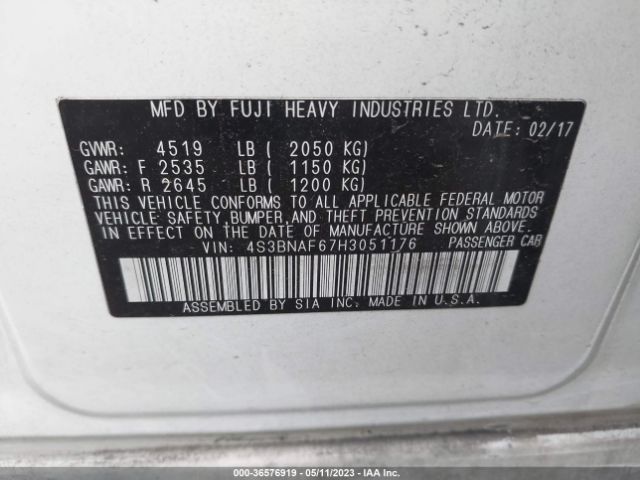 MFD BY FUJI HEAVY INDUSTRIES LTD.
DATE: 02/17
GVWR: 4519 LB ( 2050 KG)
GAWR: F 2535 LB ( 1150 KG)
GAWR: R 2645 LB ( 1200 KG)
THIS VEHICLE CONFORMS TO ALL APPLICABLE FEDERAL MOTOR
VEHICLE SAFETY, BUMPER, AND THEFT PREVENTION STANDARDS
IN EFFECT ON THE DATE OF MANUFACTURE SHOWN ABOVE.
VIN: 4S3BNAF67H3051176 PASSENGER CAR
ASSEMBLED BY SIA INC. MADE IN U.S.A.
000-36576919 - 05/11/2023 - IAA Inc.